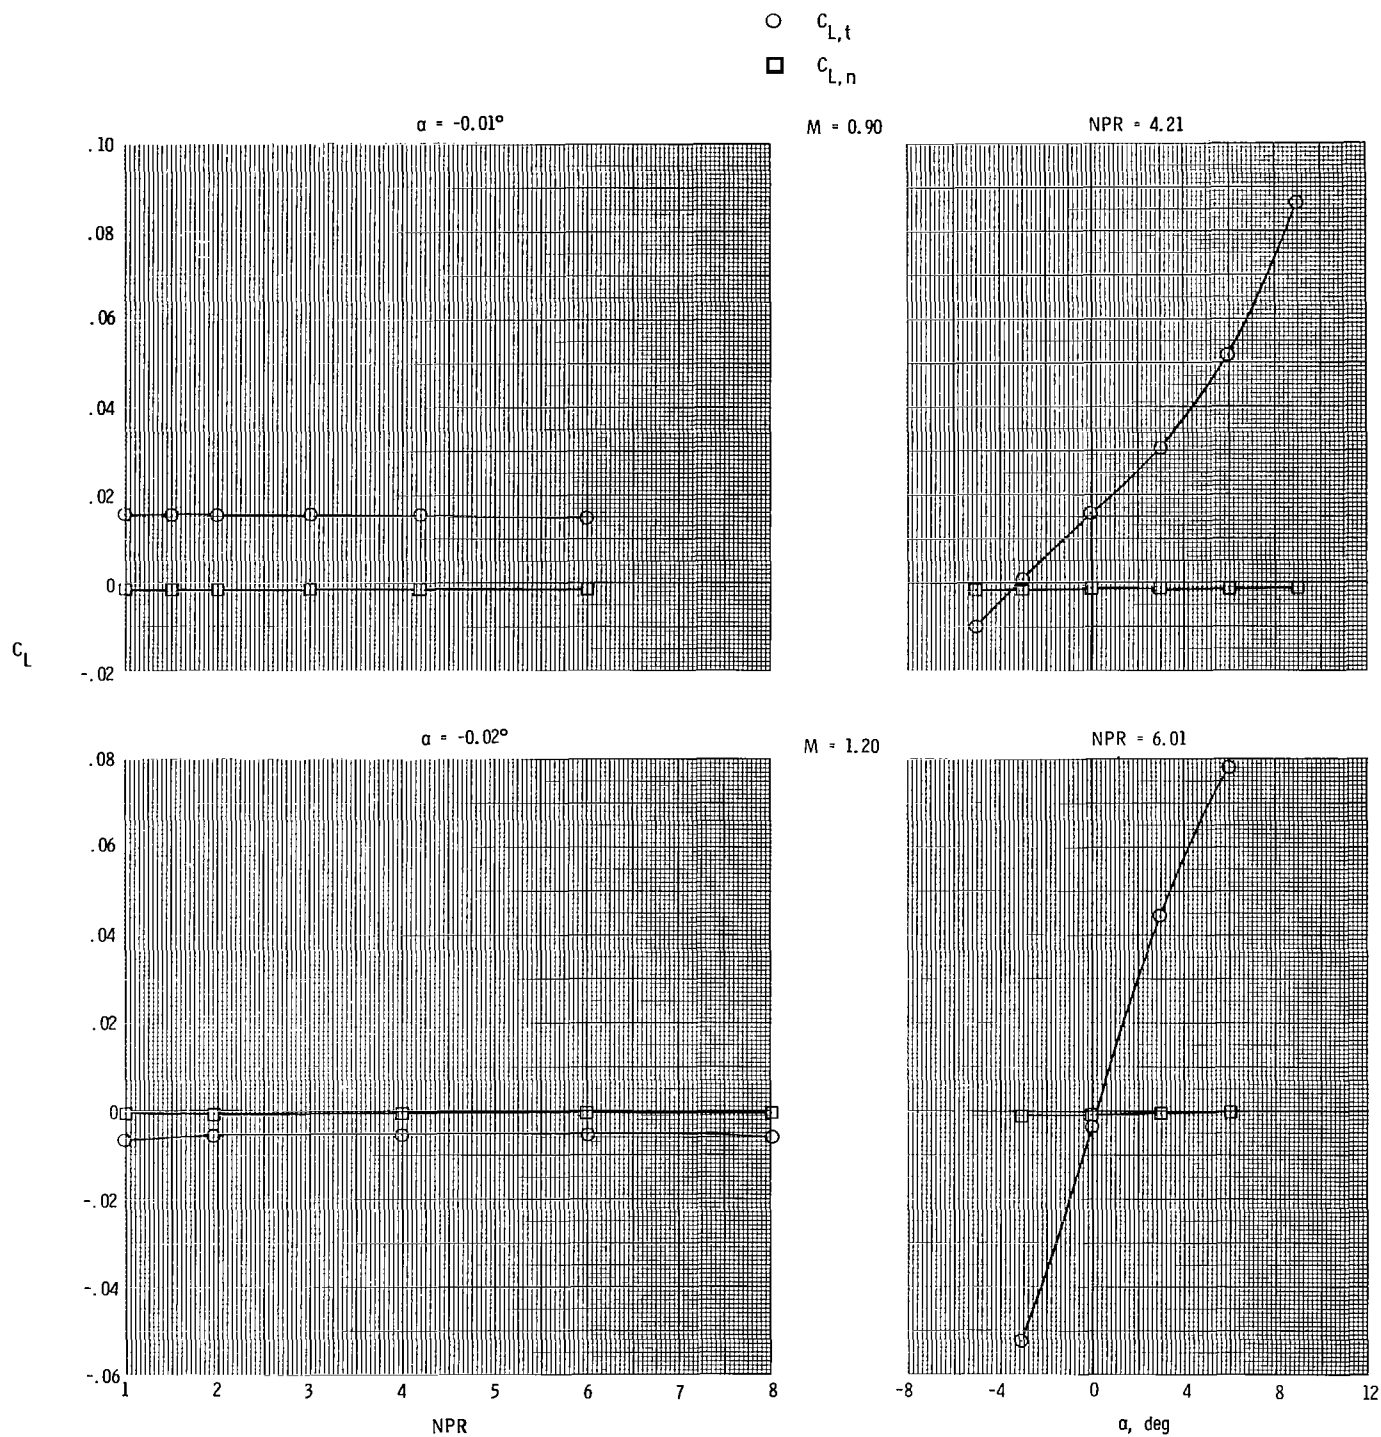 C_L,t
C_L,n
α = -0.01°
M = 0.90
NPR = 4.21
.10
.08
.06
.04
.02
0
-.02
C_L
α = -0.02°
M = 1.20
NPR = 6.01
.08
.06
.04
.02
0
-.02
-.04
-.06
1 2 3 4 5 6 7 8
-8 -4 0 4 8 12
NPR
α, deg